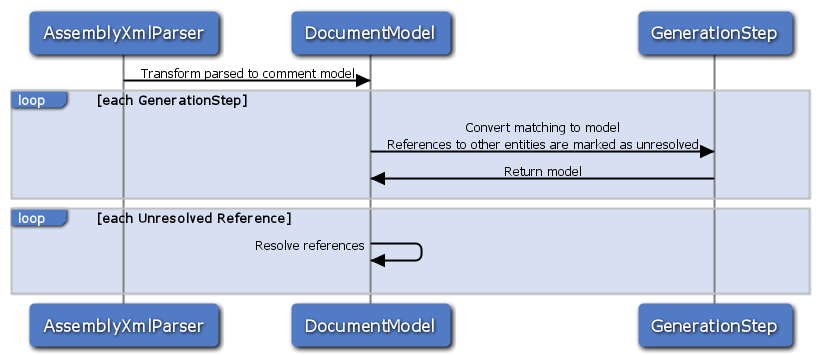 AssemblyXmlParser
DocumentModel
GenerationStep
Transform parsed to comment model
loop
[each GenerationStep]
Convert matching to model
References to other entities are marked as unresolved
Return model
loop
[each Unresolved Reference]
Resolve references
AssemblyXmlParser
DocumentModel
GenerationStep